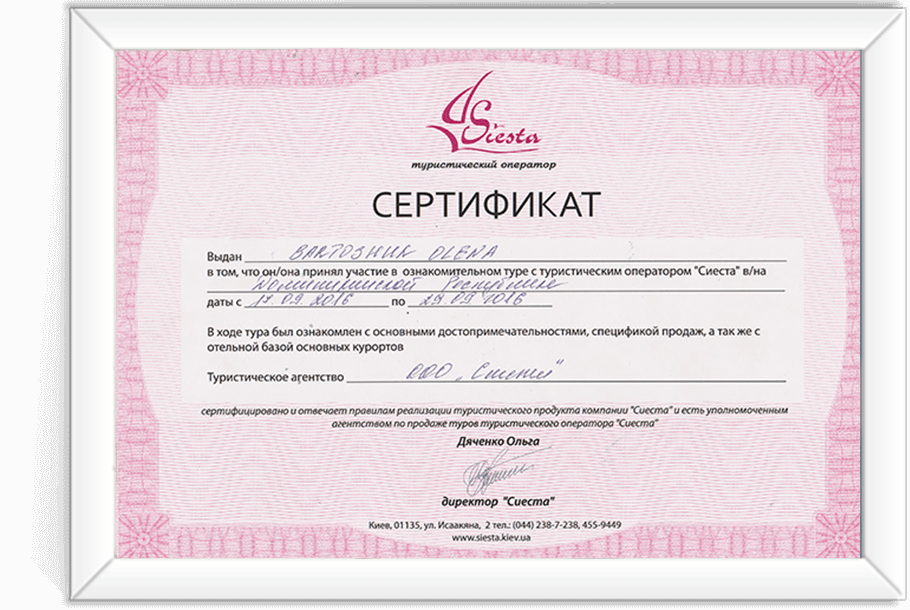 Siesta
туристический оператор
СЕРТИФИКАТ
Выдан BARTOSHUK OLENA
в том, что он/она принял участие в ознакомительном туре с туристическим оператором "Сиеста" в/на
Доминиканской Республике
даты с 17.09.2016 по 29.09.2016
В ходе тура был ознакомлен с основными достопримечательностями, спецификой продаж, а так же с
отельной базой основных курортов
Туристическое агентство ООО
сертифицировано и отвечает правилам реализации туристического продукта компании "Сиеста" и есть уполномоченным
агентством по продаже туров туристического оператора "Сиеста"
Дяченко Ольга
директор "Сиеста"
Киев, 01135, ул. Исаакяна, 2 тел.: (044) 238-7-238, 455-9449
www.siesta.kiev.ua